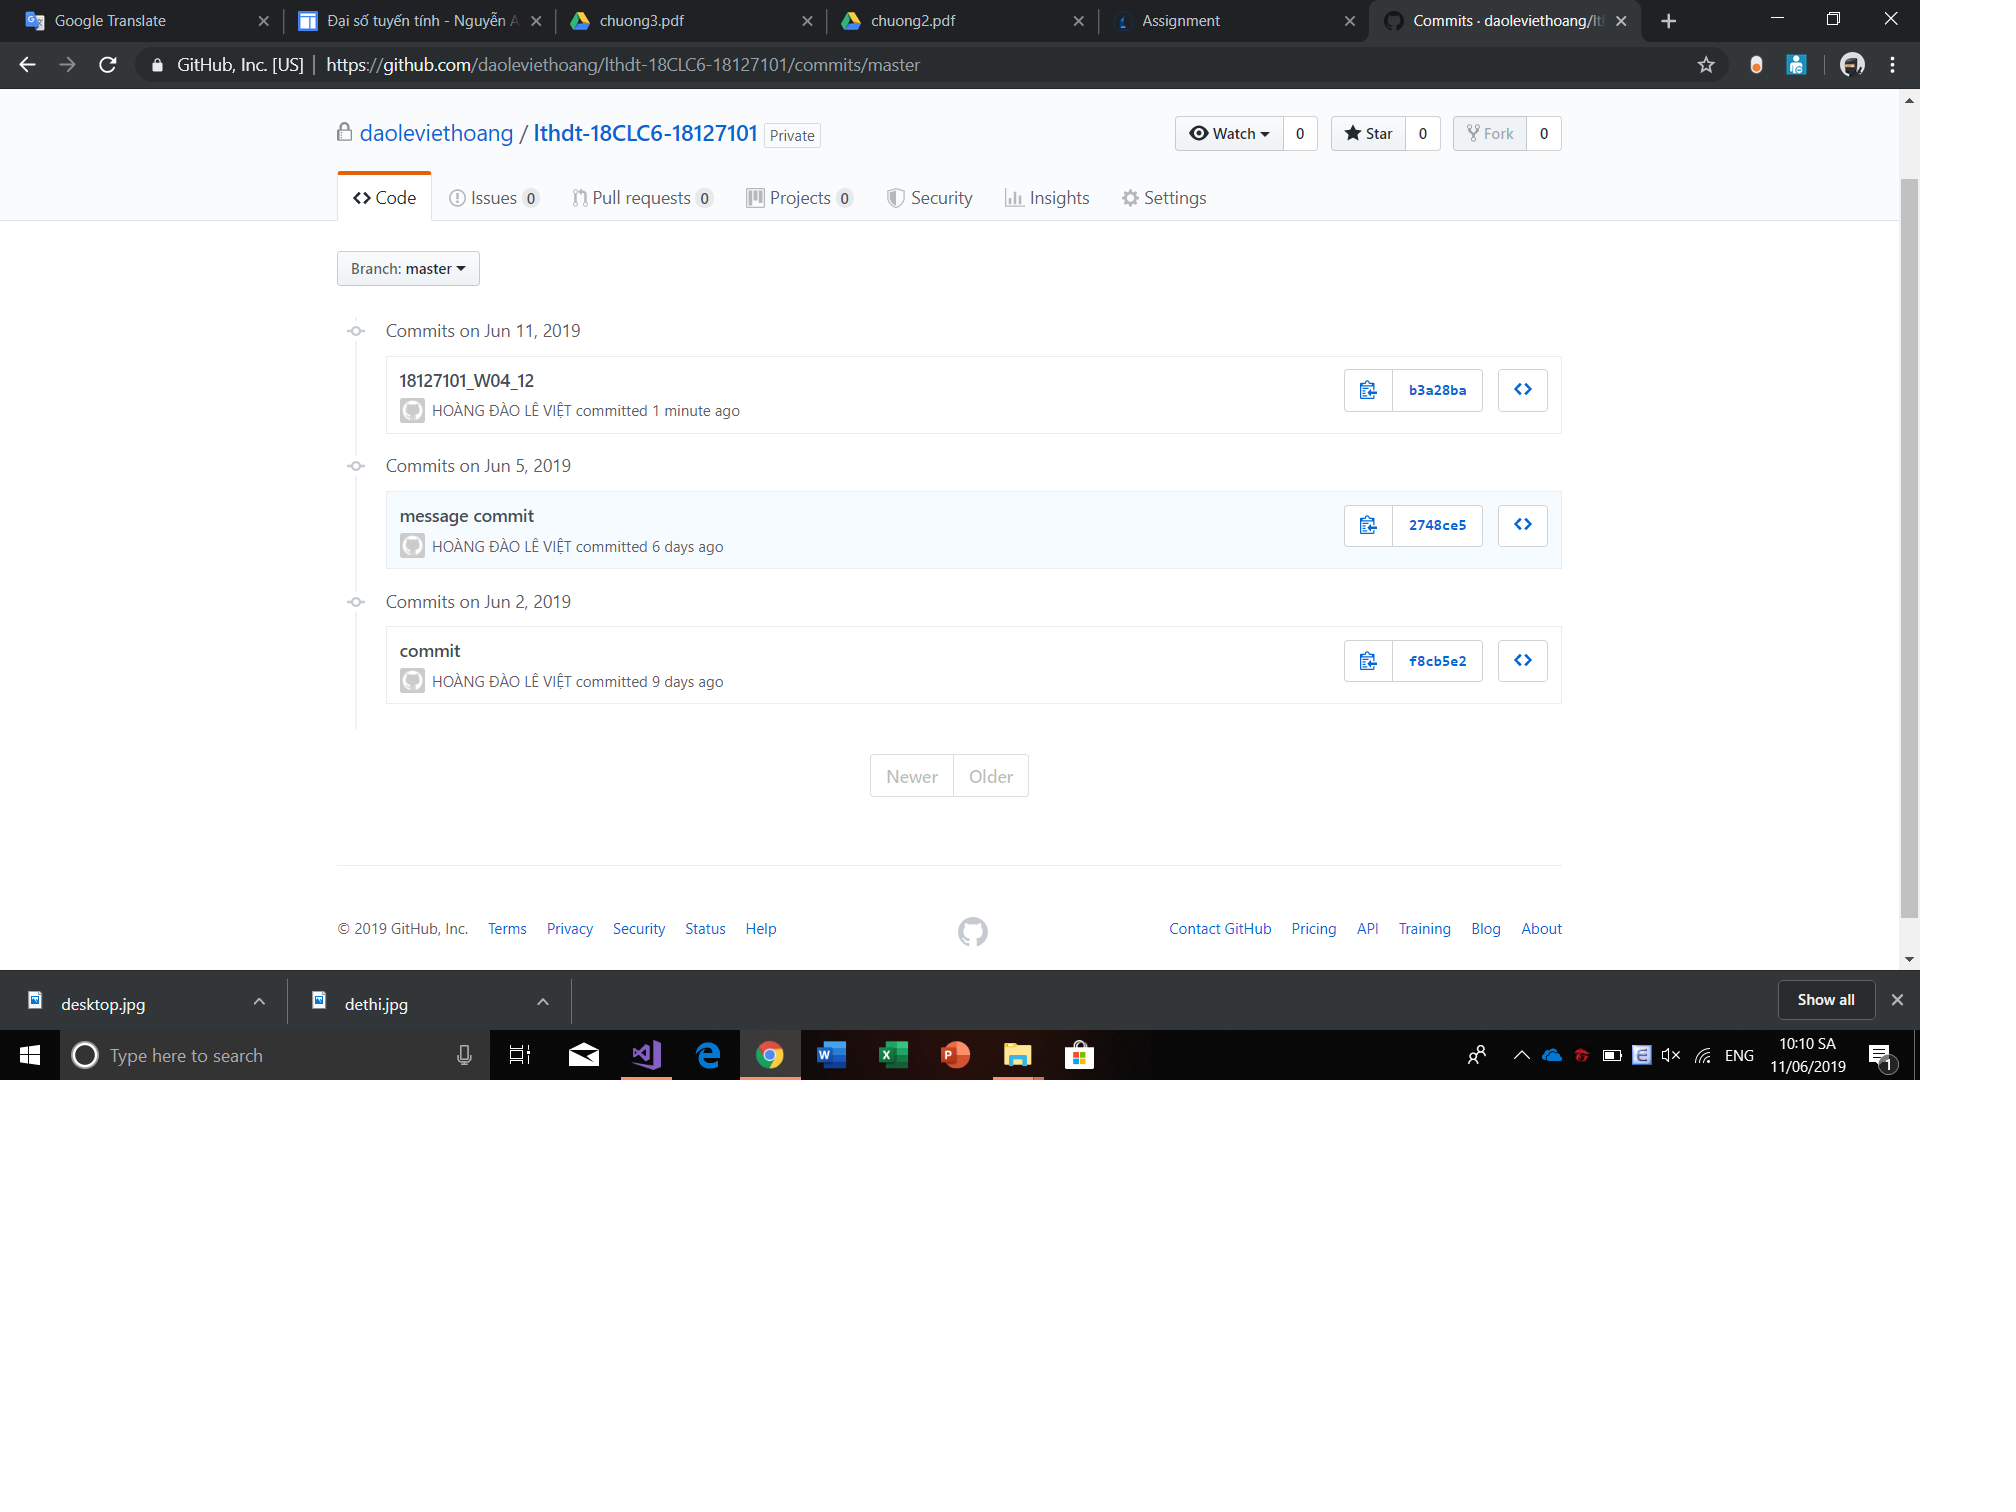 Google Translate
Đại số tuyến tính - Nguyễn A
chuong3.pdf
chuong2.pdf
Assignment
Commits · daoleviethoang/lth
GitHub, Inc. [US] | https://github.com/daoleviethoang/lthdt-18CLC6-18127101/commits/master
daoleviethoang / lthdt-18CLC6-18127101 Private
Watch 0
Star 0
Fork 0
Code
Issues 0
Pull requests 0
Projects 0
Security
Insights
Settings
Branch: master
Commits on Jun 11, 2019
18127101_W04_12
b3a28ba
HOÀNG ĐÀO LÊ VIỆT committed 1 minute ago
Commits on Jun 5, 2019
message commit
2748ce5
HOÀNG ĐÀO LÊ VIỆT committed 6 days ago
Commits on Jun 2, 2019
commit
f8cb5e2
HOÀNG ĐÀO LÊ VIỆT committed 9 days ago
Newer Older
© 2019 GitHub, Inc. Terms Privacy Security Status Help
Contact GitHub Pricing API Training Blog About
desktop.jpg
dethi.jpg
Show all
Type here to search
ENG
10:10 SA
11/06/2019
1